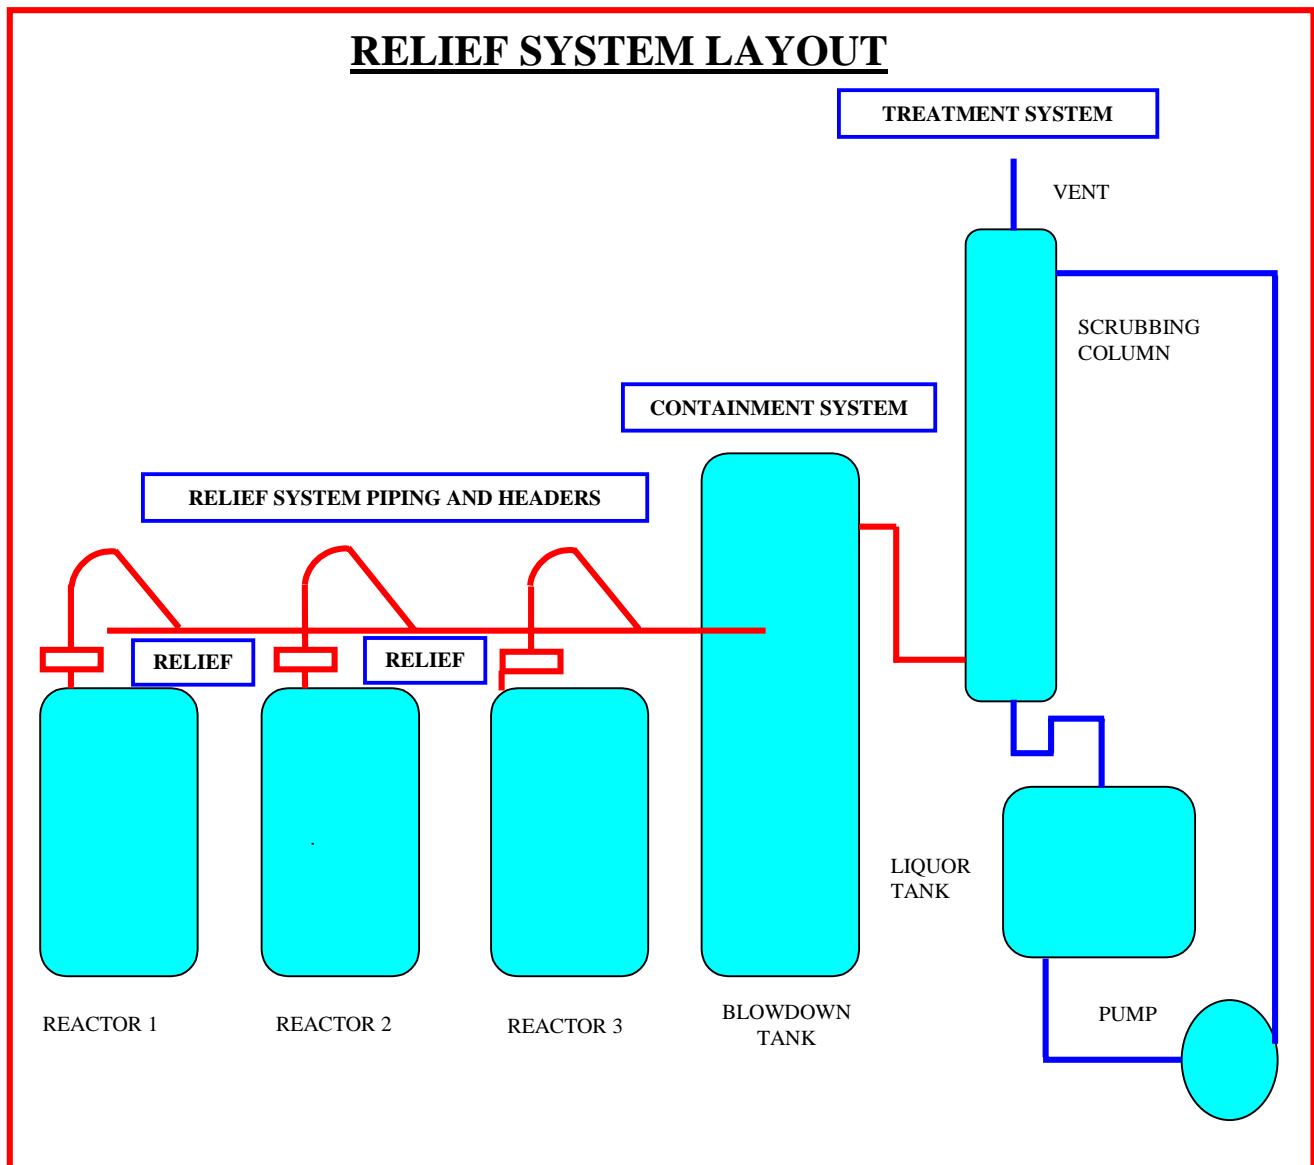 RELIEF SYSTEM LAYOUT
TREATMENT SYSTEM
VENT
SCRUBBING
COLUMN
CONTAINMENT SYSTEM
RELIEF SYSTEM PIPING AND HEADERS
RELIEF
RELIEF
LIQUOR
TANK
REACTOR 1
REACTOR 2
REACTOR 3
BLOWDOWN
TANK
PUMP